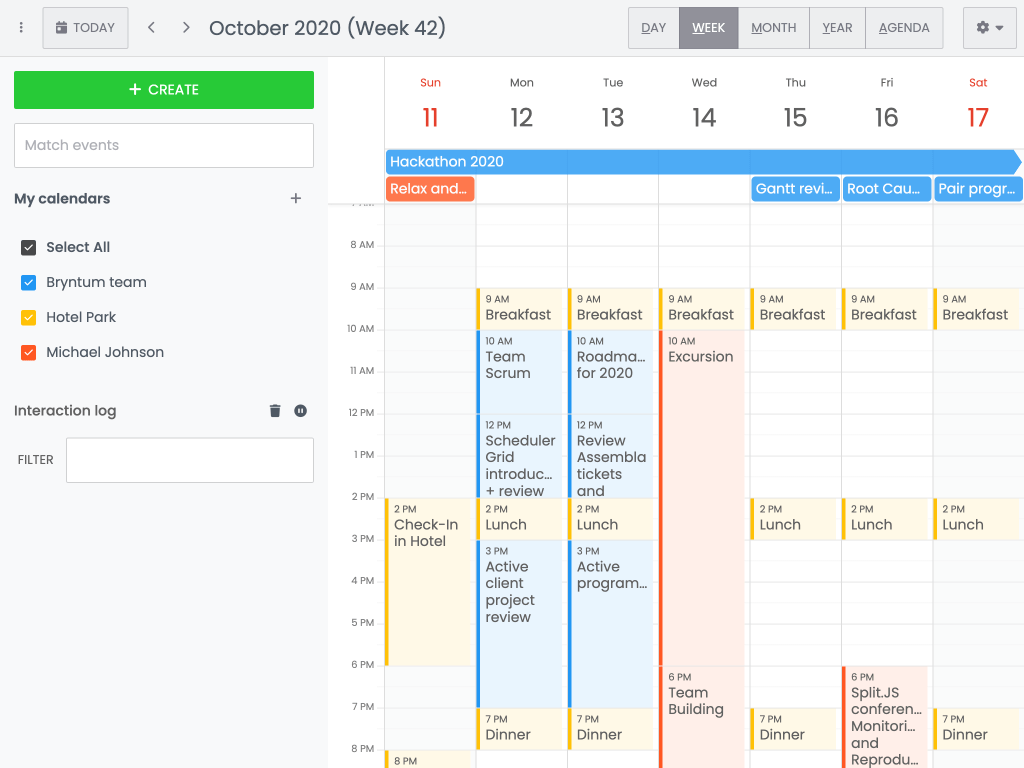 TODAY
October 2020 (Week 42)
DAY
WEEK
MONTH
YEAR
AGENDA
CREATE
Match events
My calendars
Select All
Bryntum team
Hotel Park
Michael Johnson
Interaction log
FILTER
Sun
11
Mon
12
Tue
13
Wed
14
Thu
15
Fri
16
Sat
17
Hackathon 2020
Relax and...
Gantt revi...
Root Cau...
Pair progr...
8 AM
9 AM
10 AM
11 AM
12 PM
1 PM
2 PM
3 PM
4 PM
5 PM
6 PM
7 PM
8 PM
2 PM
Check-In
in Hotel
8 PM
9 AM
Breakfast
10 AM
Team
Scrum
12 PM
Scheduler
Grid
introduc...
+ review
2 PM
Lunch
3 PM
Active
client
project
review
7 PM
Dinner
9 AM
Breakfast
10 AM
Roadma...
for 2020
12 PM
Review
Assembla
tickets
and
2 PM
Lunch
3 PM
Active
program...
7 PM
Dinner
9 AM
Breakfast
10 AM
Excursion
6 PM
Team
Building
9 AM
Breakfast
2 PM
Lunch
7 PM
Dinner
9 AM
Breakfast
2 PM
Lunch
6 PM
Split.JS
conferen...
Monitori...
and
Reprodu...
9 AM
Breakfast
2 PM
Lunch
7 PM
Dinner